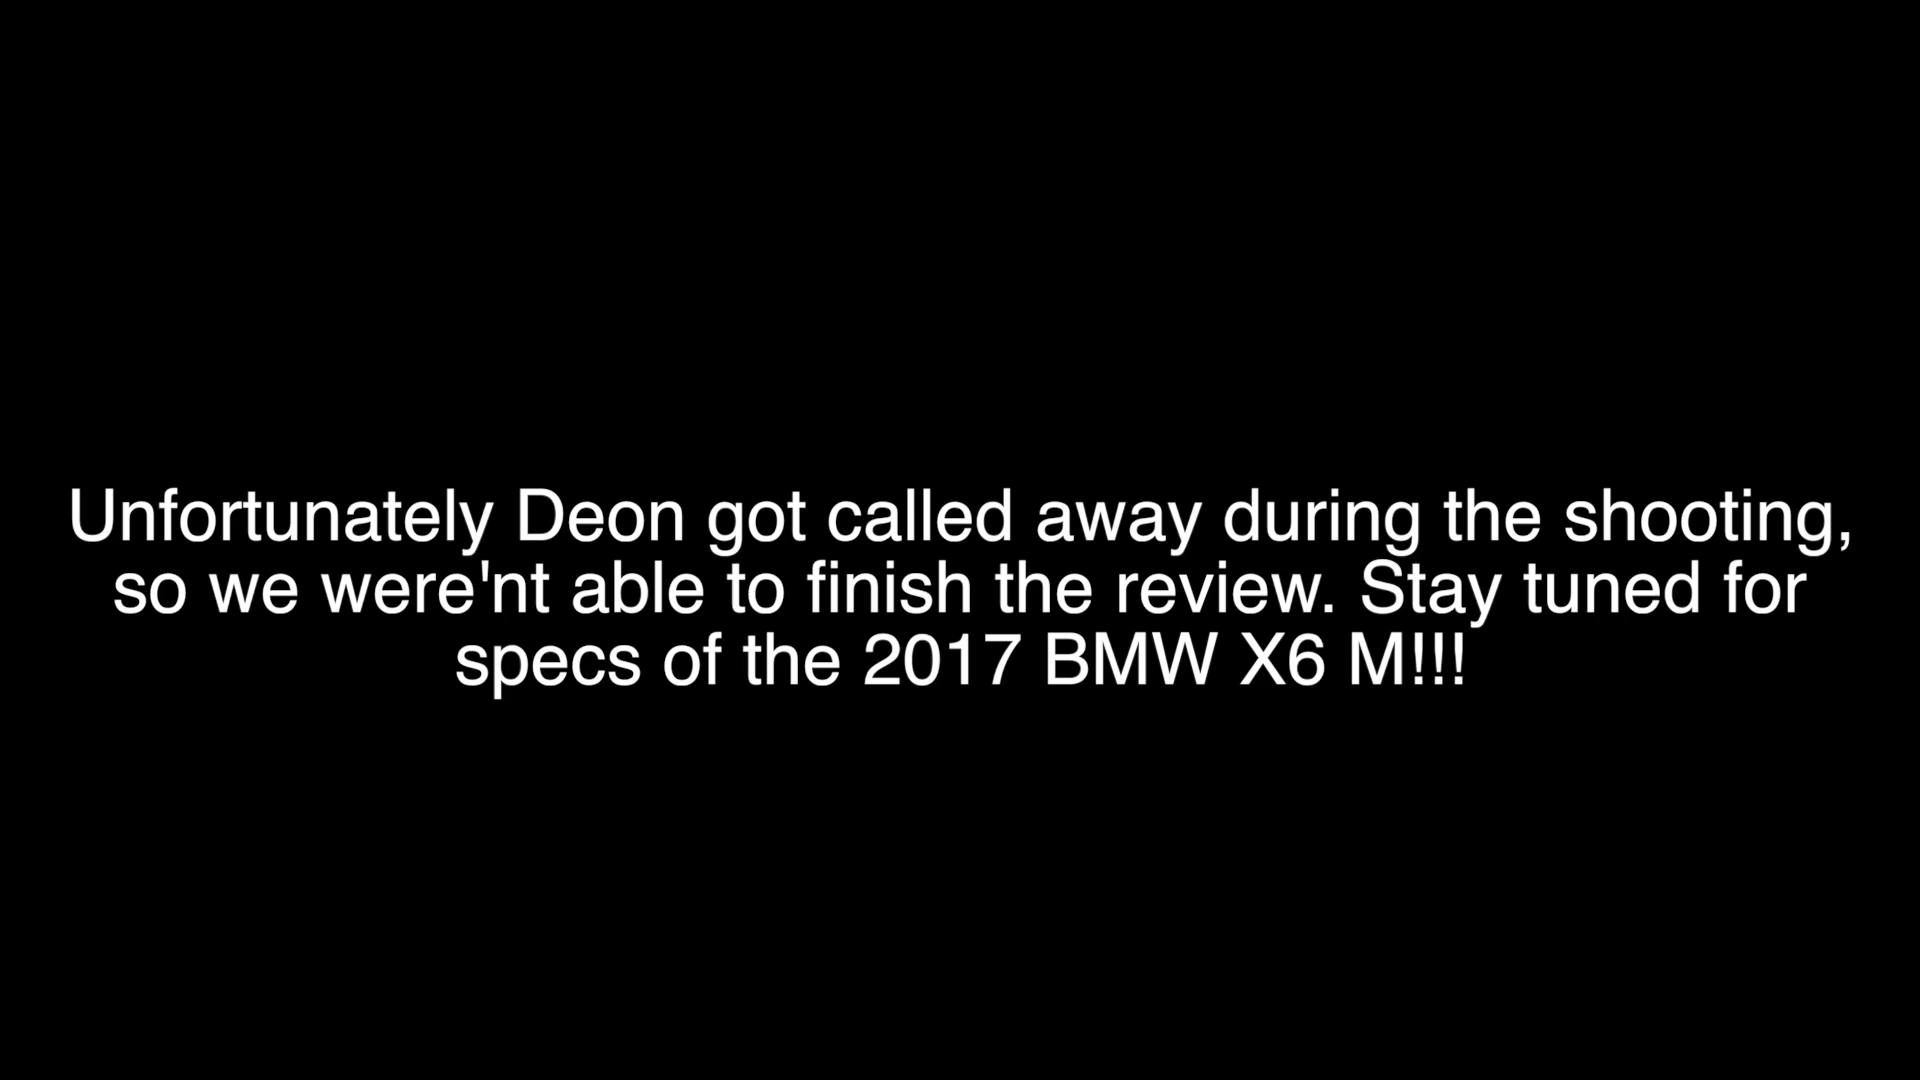 Unfortunately Deon got called away during the shooting,
so we were'nt able to finish the review. Stay tuned for
specs of the 2017 BMW X6 M!!!